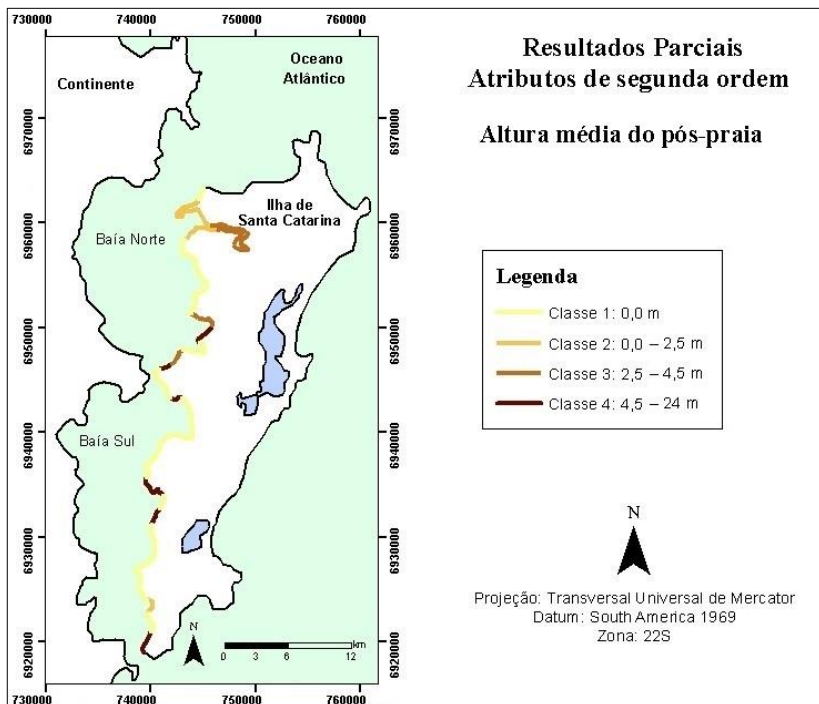 730000 740000 750000 760000
Resultados Parciais
Atributos de segunda ordem
Altura média do pós-praia
Oceano
Atlântico
Continente
Ilha de
Santa Catarina
Baía Norte
Baía Sul
6970000
6960000
6950000
6940000
6930000
6920000
6970000
6960000
6950000
6940000
6930000
6920000
N
km
0 3 6 12
730000 740000 750000 760000
Legenda
Classe 1: 0,0 m
Classe 2: 0,0 – 2,5 m
Classe 3: 2,5 – 4,5 m
Classe 4: 4,5 – 24 m
N
Projeção: Transversal Universal de Mercator
Datum: South America 1969
Zona: 22S